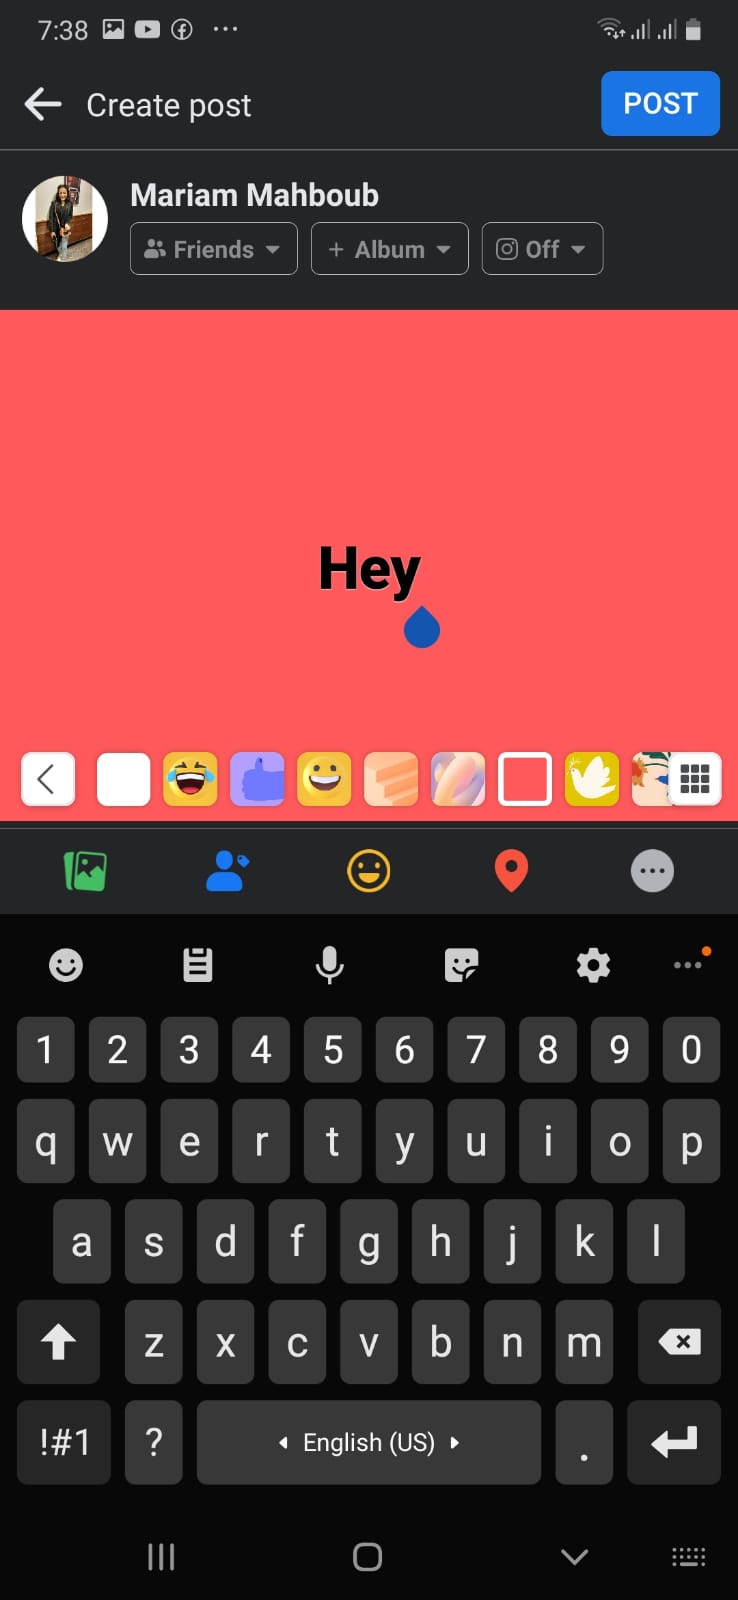 7:38
Create post
POST
Mariam Mahboub
Friends
+ Album
Off
Hey
1 2 3 4 5 6 7 8 9 0
q w e r t y u i o p
a s d f g h j k l
z x c v b n m
!#1 ? English (US) .